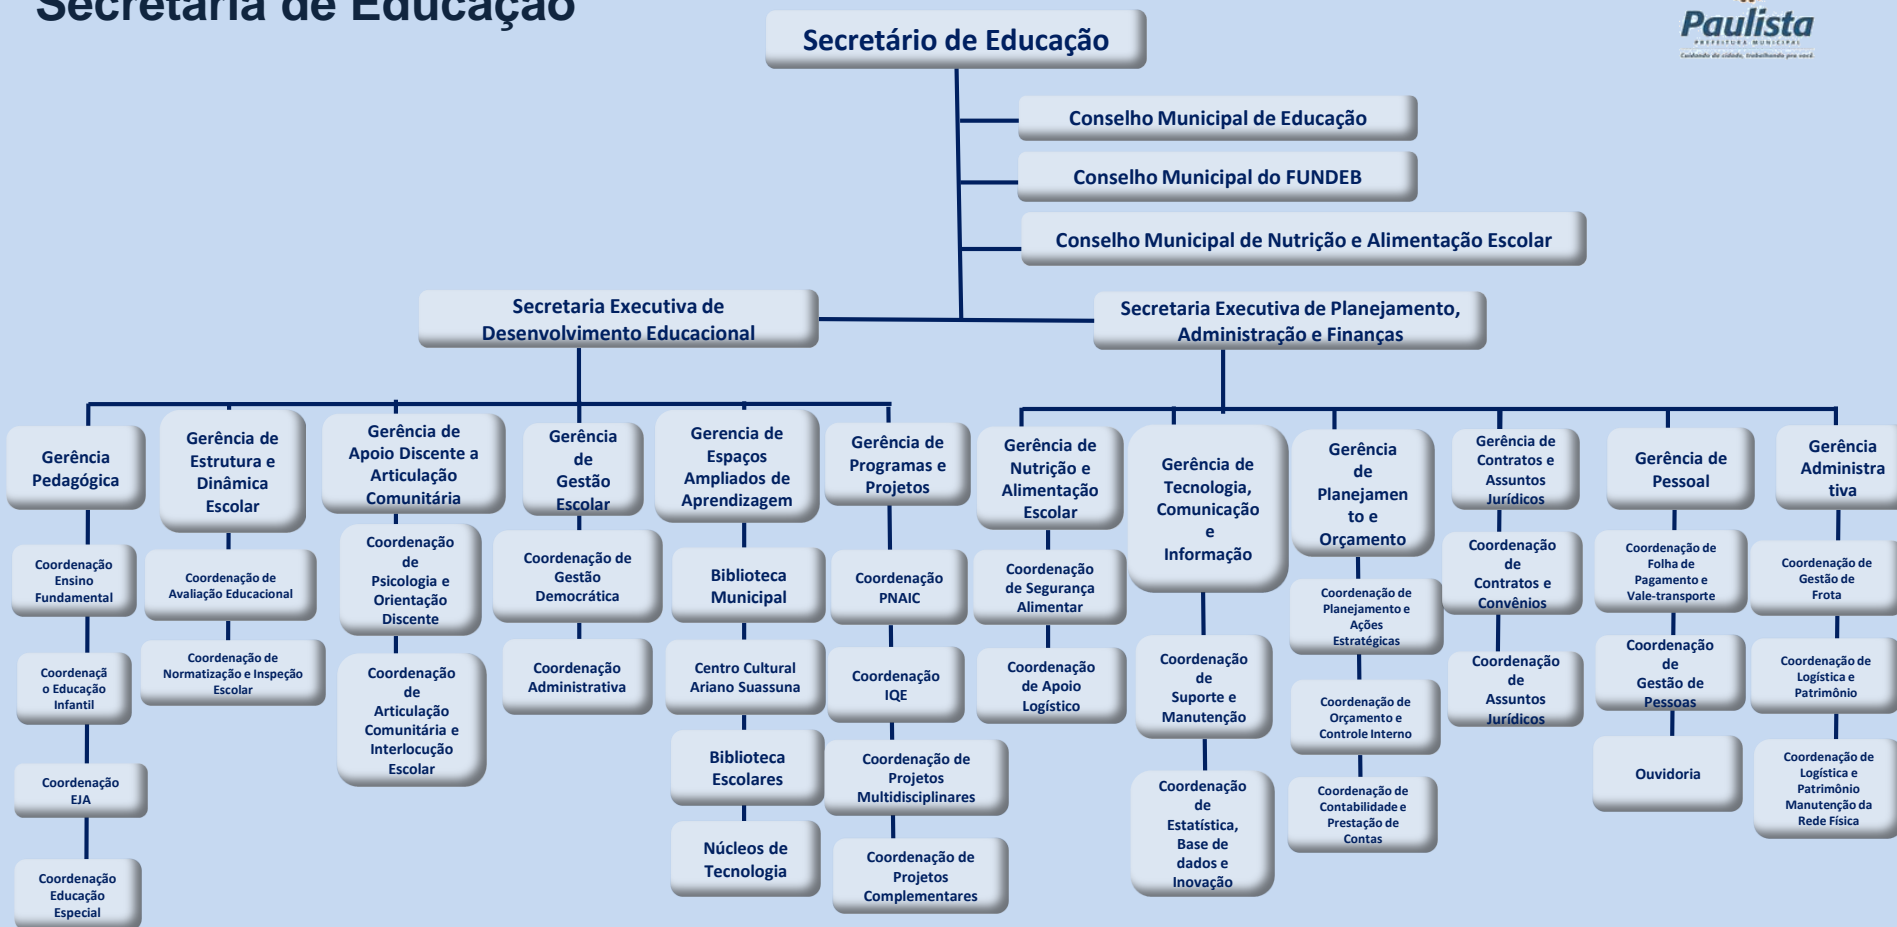 Secretaria de Educação
Paulista
PREFEITURA MUNICIPAL
Cuidando da cidade, trabalhando pra você.
Secretário de Educação
Conselho Municipal de Educação
Conselho Municipal do FUNDEB
Conselho Municipal de Nutrição e Alimentação Escolar
Secretaria Executiva de
Desenvolvimento Educacional
Secretaria Executiva de Planejamento,
Administração e Finanças
Gerência
Pedagógica
Coordenação
Ensino
Fundamental
Coordenaçã
o Educação
Infantil
Coordenação
EJA
Coordenação
Educação
Especial
Gerência de
Estrutura e
Dinâmica
Escolar
Coordenação de
Avaliação Educacional
Coordenação de
Normatização e Inspeção
Escolar
Gerência de
Apoio Discente a
Articulação
Comunitária
Coordenação
de
Psicologia e
Orientação
Discente
Coordenação
de
Articulação
Comunitária e
Interlocução
Escolar
Gerência
de
Gestão
Escolar
Coordenação de
Gestão
Democrática
Coordenação
Administrativa
Gerencia de
Espaços
Ampliados de
Aprendizagem
Biblioteca
Municipal
Centro Cultural
Ariano Suassuna
Biblioteca
Escolares
Núcleos de
Tecnologia
Gerência de
Programas e
Projetos
Coordenação
PNAIC
Coordenação
IQE
Coordenação de
Projetos
Multidisciplinares
Coordenação de
Projetos
Complementares
Gerência de
Nutrição e
Alimentação
Escolar
Coordenação
de Segurança
Alimentar
Coordenação
de Apoio
Logístico
Gerência de
Tecnologia,
Comunicação
e
Informação
Coordenação
de
Suporte e
Manutenção
Coordenação
de
Estatística,
Base de
dados e
Inovação
Gerência
de
Planejamen
to e
Orçamento
Coordenação de
Planejamento e
Ações
Estratégicas
Coordenação de
Orçamento e
Controle Interno
Coordenação de
Contabilidade e
Prestação de
Contas
Gerência de
Contratos e
Assuntos
Jurídicos
Coordenação
de
Contratos e
Convênios
Coordenação
de
Assuntos
Jurídicos
Gerência de
Pessoal
Coordenação de
Folha de
Pagamento e
Vale-transporte
Coordenação
de
Gestão de
Pessoas
Ouvidoria
Gerência
Administra
tiva
Coordenação de
Gestão de
Frota
Coordenação de
Logística e
Patrimônio
Coordenação de
Logística e
Patrimônio
Manutenção da
Rede Física